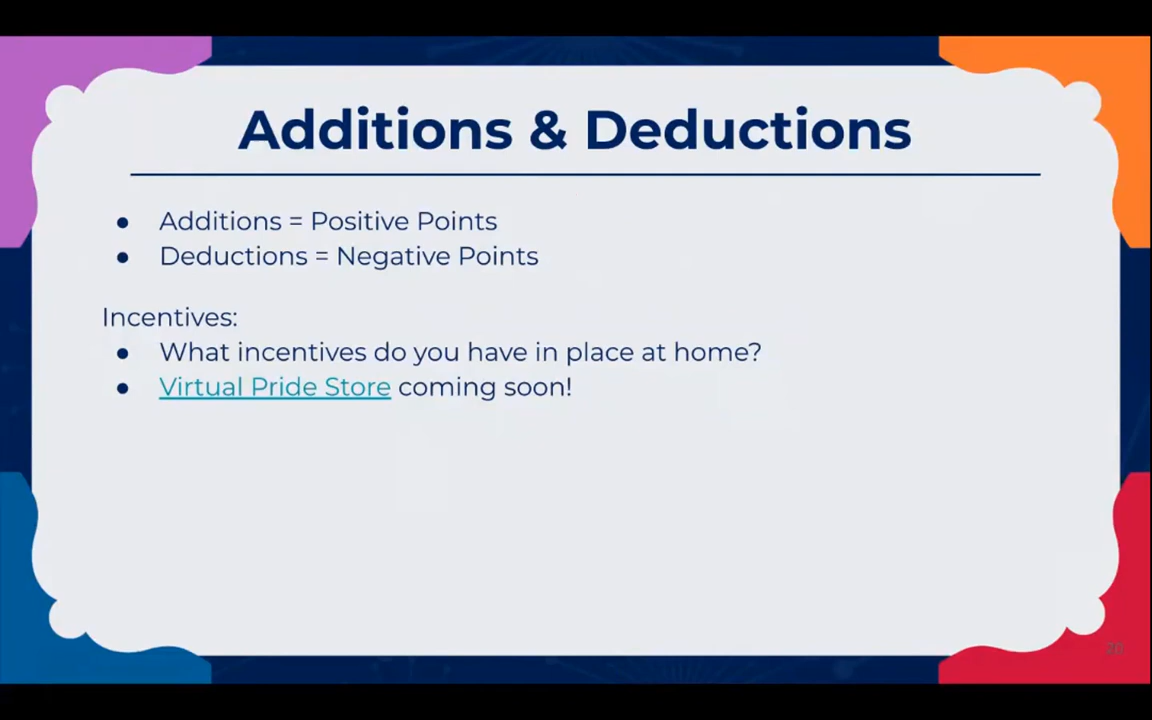 Additions & Deductions
● Additions = Positive Points
● Deductions = Negative Points
Incentives:
● What incentives do you have in place at home?
● Virtual Pride Store coming soon!